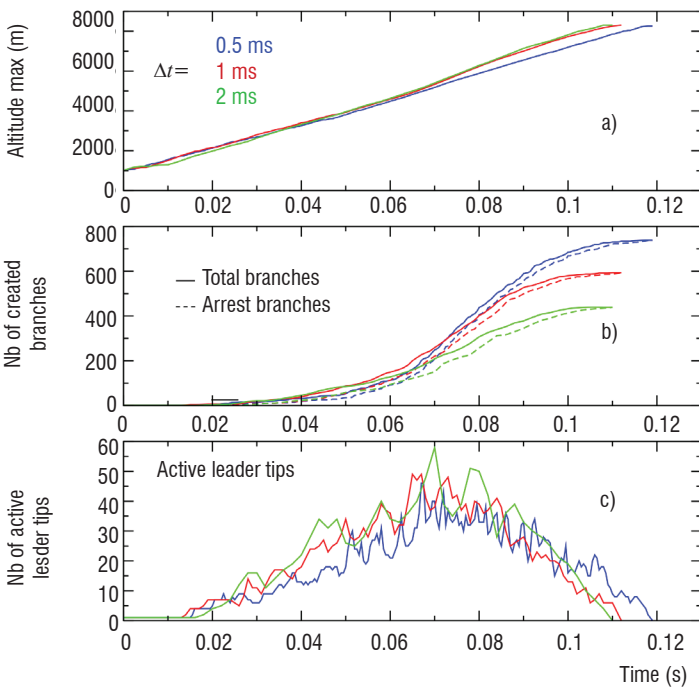 8000
6000
4000
2000
0
Altitude max (m)
Δt=
0.5 ms
1 ms
2 ms
a)
0 0.02 0.04 0.06 0.08 0.1 0.12
800
600
400
200
0
Nb of created
branches
Total branches
Arrest branches
b)
0 0.02 0.04 0.06 0.08 0.1 0.12
60
50
40
30
20
10
0
Nb of active
lesder tips
Active leader tips
c)
0 0.02 0.04 0.06 0.08 0.1 0.12
Time (s)